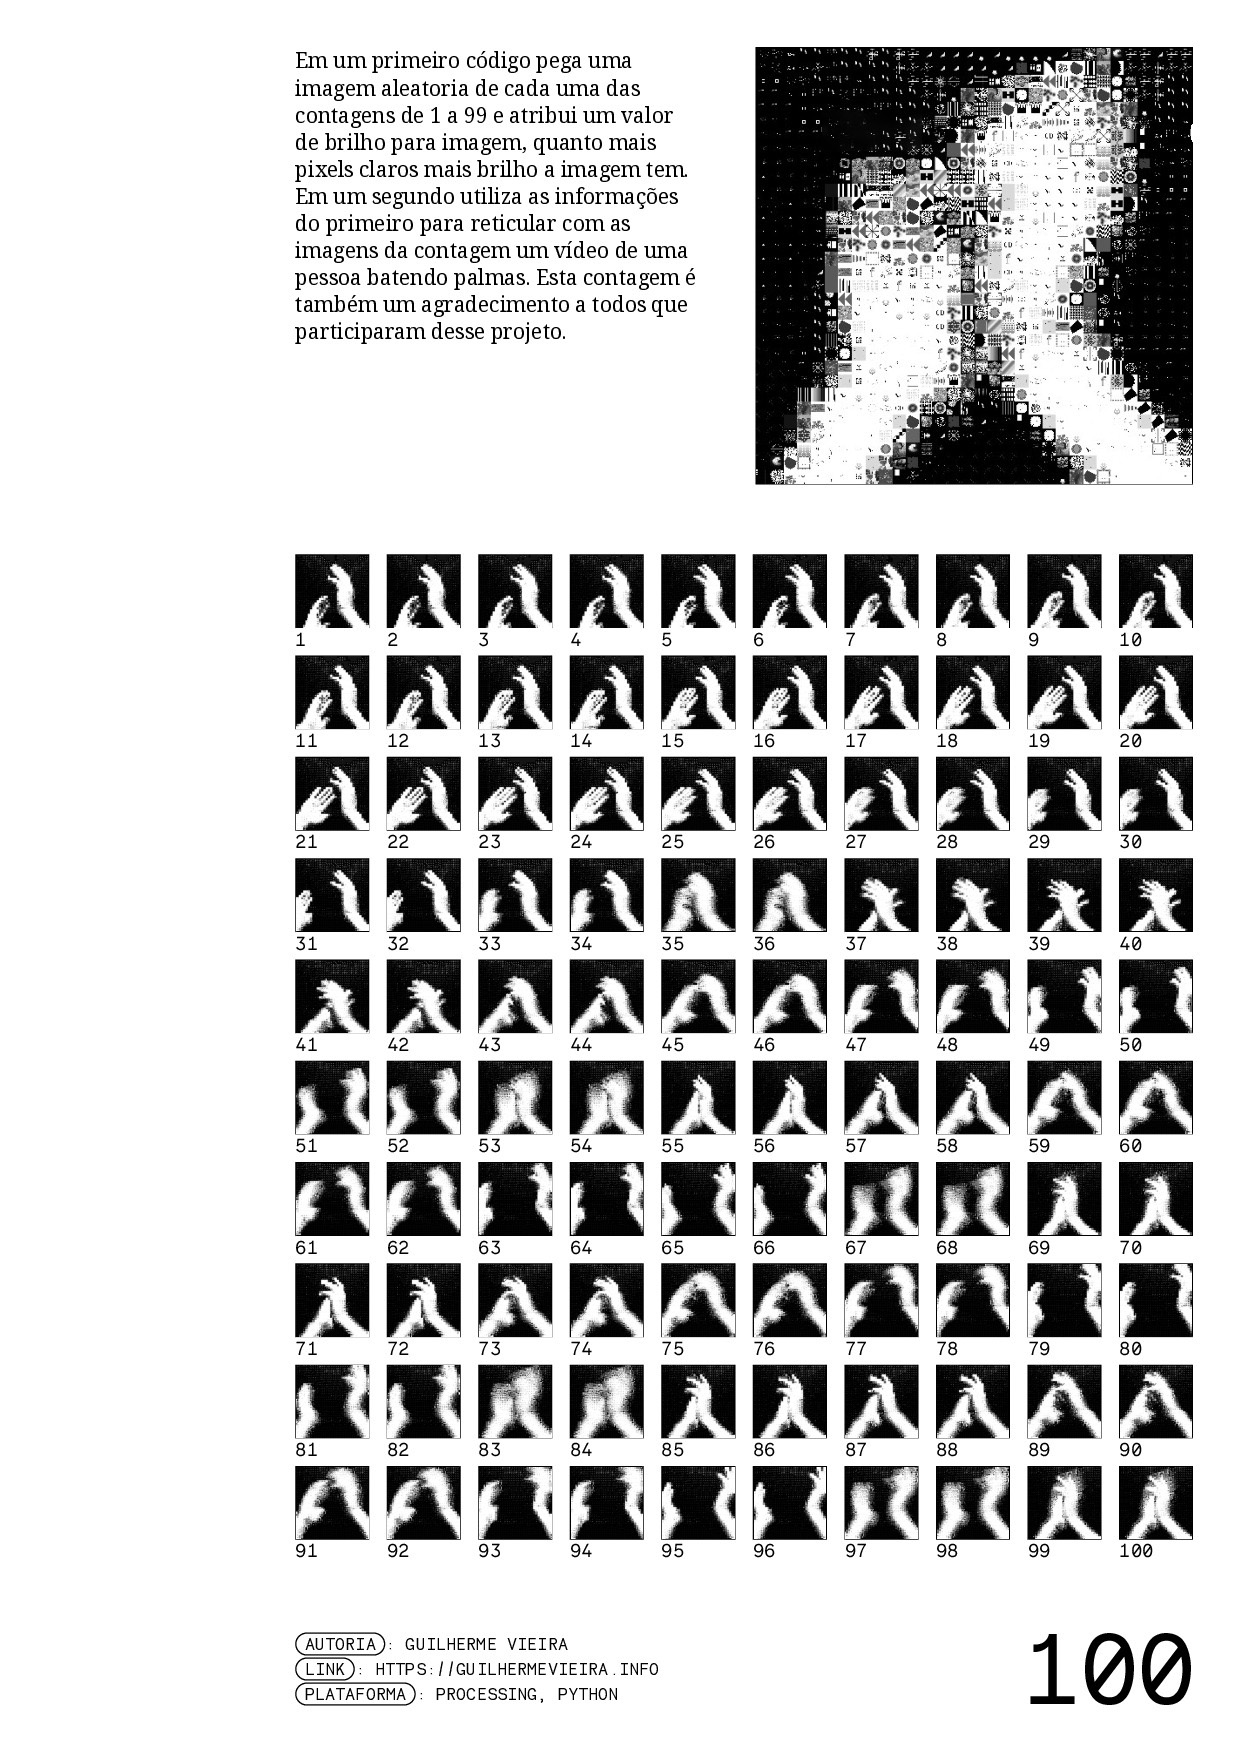 Em um primeiro código pega uma
imagem aleatoria de cada uma das
contagens de 1 a 99 e atribui um valor
de brilho para imagem, quanto mais
pixels claros mais brilho a imagem tem.
Em um segundo utiliza as informações
do primeiro para reticular com as
imagens da contagem um vídeo de uma
pessoa batendo palmas. Esta contagem é
também um agradecimento a todos que
participaram desse projeto.
1 2 3 4 5 6 7 8 9 10
11 12 13 14 15 16 17 18 19 20
21 22 23 24 25 26 27 28 29 30
31 32 33 34 35 36 37 38 39 40
41 42 43 44 45 46 47 48 49 50
51 52 53 54 55 56 57 58 59 60
61 62 63 64 65 66 67 68 69 70
71 72 73 74 75 76 77 78 79 80
81 82 83 84 85 86 87 88 89 90
91 92 93 94 95 96 97 98 99 100
AUTORIA: GUILHERME VIEIRA
LINK: HTTPS://GUILHERMEVIEIRA.INFO
PLATAFORMA: PROCESSING, PYTHON
100